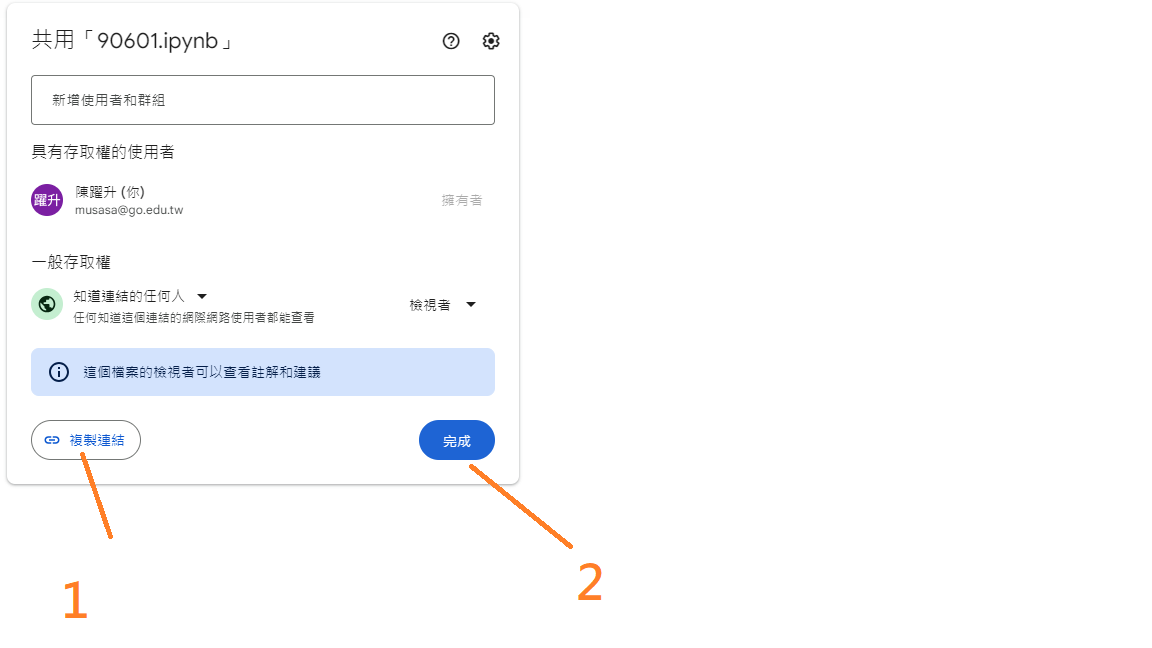 共用「90601.ipynb」
新增使用者和群組
具有存取權的使用者
躍升
陳躍升 (你)
musasa@go.edu.tw
擁有者
一般存取權
知道連結的任何人
任何知道這個連結的網際網路使用者都能查看
檢視者
這個檔案的檢視者可以查看註解和建議
複製連結
完成
1
2